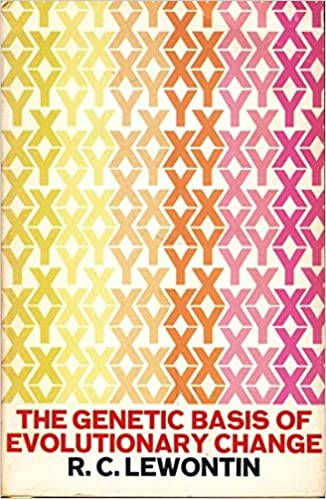 THE GENETIC BASIS OF
EVOLUTIONARY CHANGE
R. C. LEWONTIN